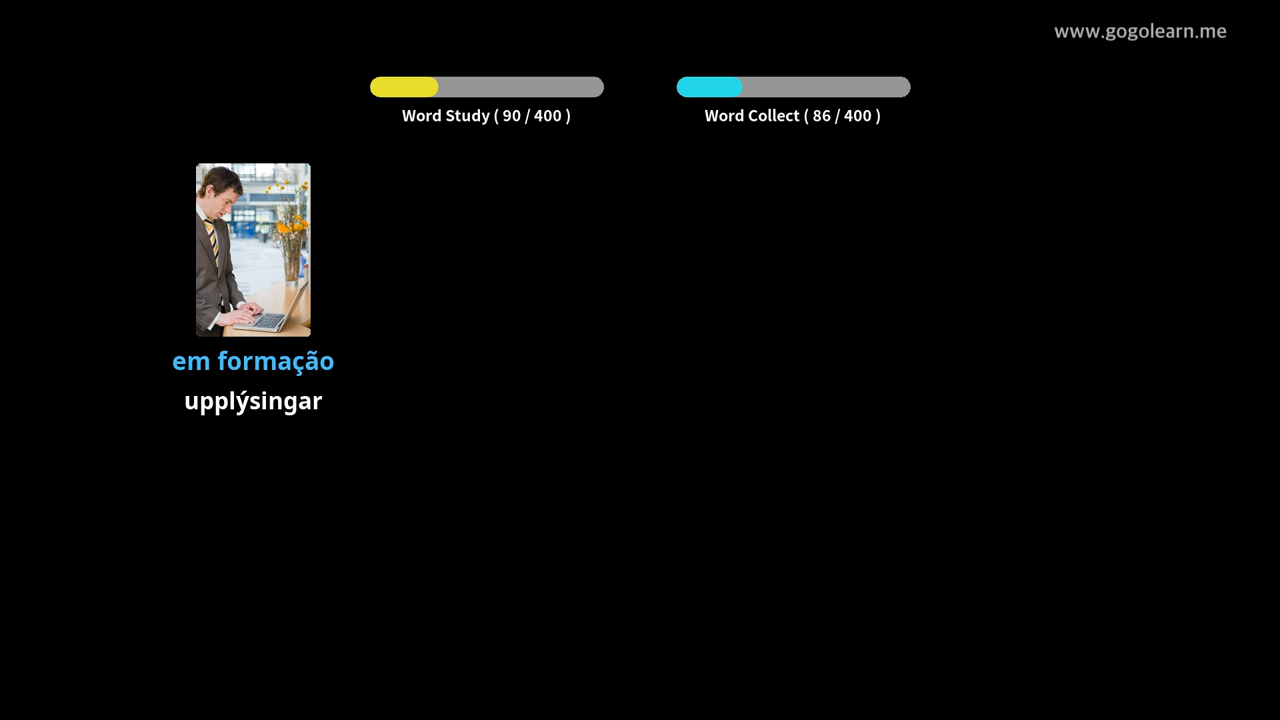 www.gogolearn.me
Word Study ( 90 / 400 )
Word Collect ( 86 / 400 )
em formação
upplýsingar